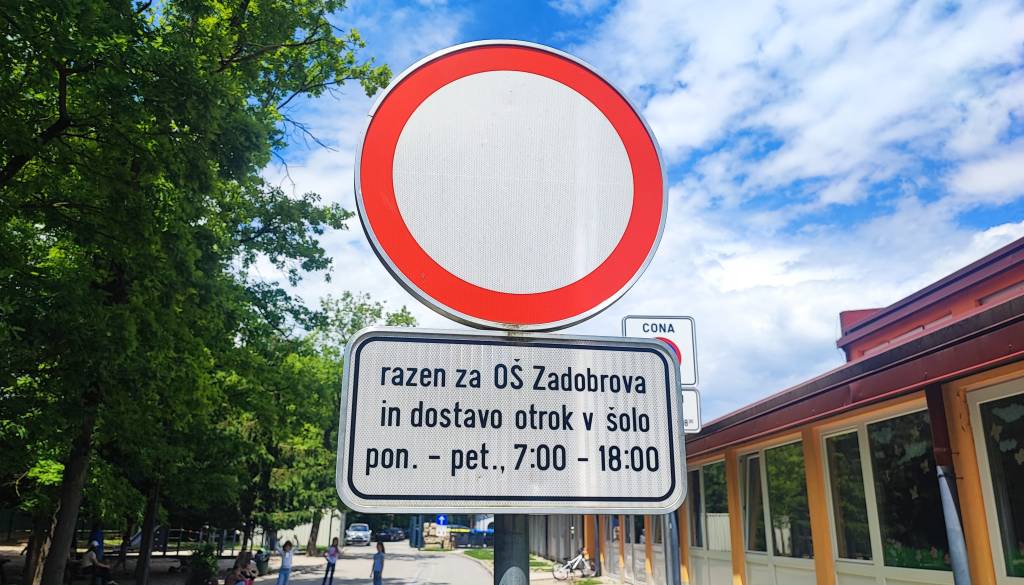 CONA
razen za OŠ Zadobrova
in dostavo otrok v šolo
pon. - pet., 7:00 - 18:00